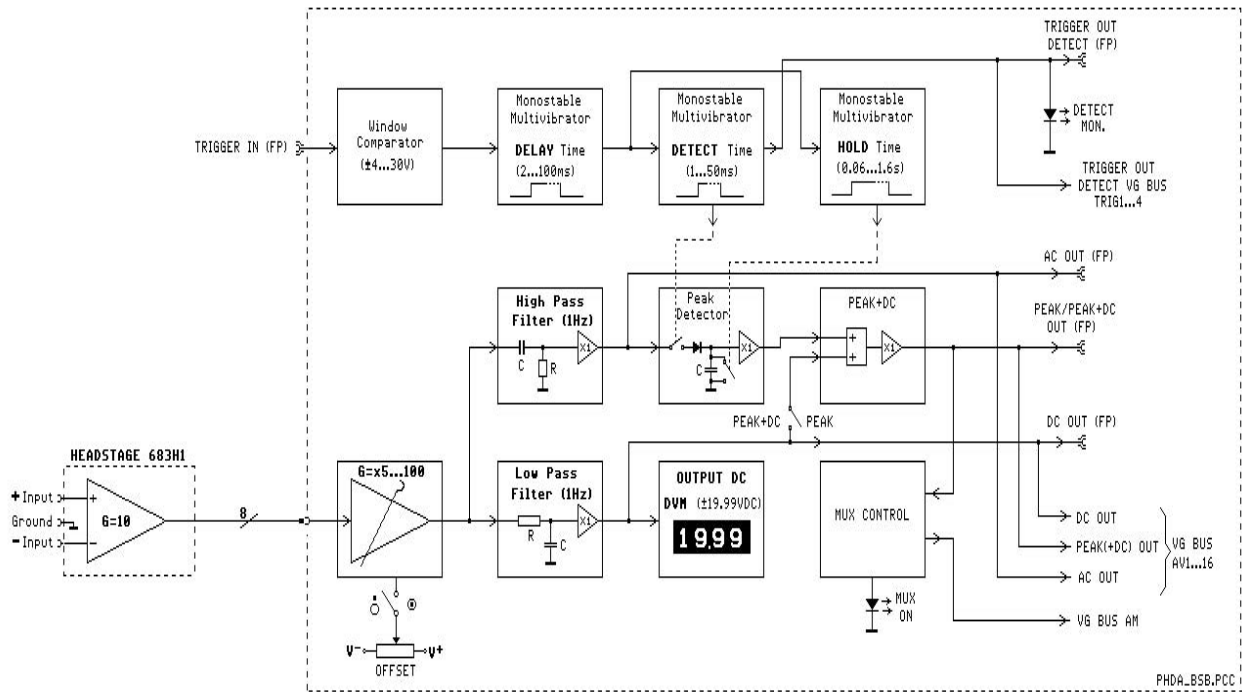 TRIGGER OUT
DETECT (FP)
Monostable
Multivibrator
DELAY Time
(2...100ms)
Monostable
Multivibrator
DETECT Time
(1...50ms)
Monostable
Multivibrator
HOLD Time
(0.06...1.6s)
Window
Comparator
(±4...30V)
TRIGGER IN (FP)
DETECT
MON.
TRIGGER OUT
DETECT VG BUS
TRIG1...4
AC OUT (FP)
High Pass
Filter (1Hz)
C
R
X1
Peak
Detector
C
X1
PEAK+DC
+
+
X1
PEAK/PEAK+DC
OUT (FP)
PEAK+DC
PEAK
DC OUT (FP)
HEADSTAGE 683H1
+ Input
Ground
- Input
+
G=10
-
8
G=x5...100
Low Pass
Filter (1Hz)
R
C
X1
OUTPUT DC
DVM (±19.99VDC)
19.99
MUX CONTROL
MUX
ON
DC OUT
PEAK(+DC) OUT
AC OUT
VG BUS
AV1...16
VG BUS AM
V-
V+
OFFSET
PHDA_BSB.PCC